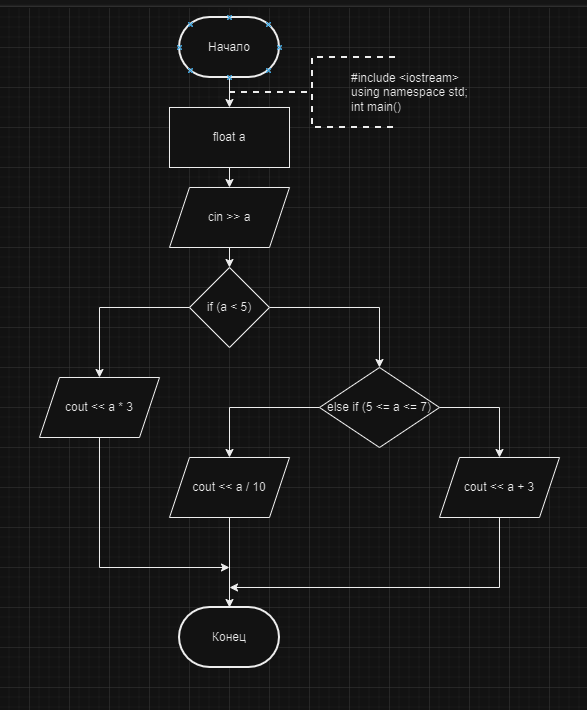 Начало
#include <iostream>
using namespace std;
int main()
float a
cin >> a
if (a < 5)
cout << a * 3
else if (5 <= a <= 7)
cout << a / 10
cout << a + 3
Конец